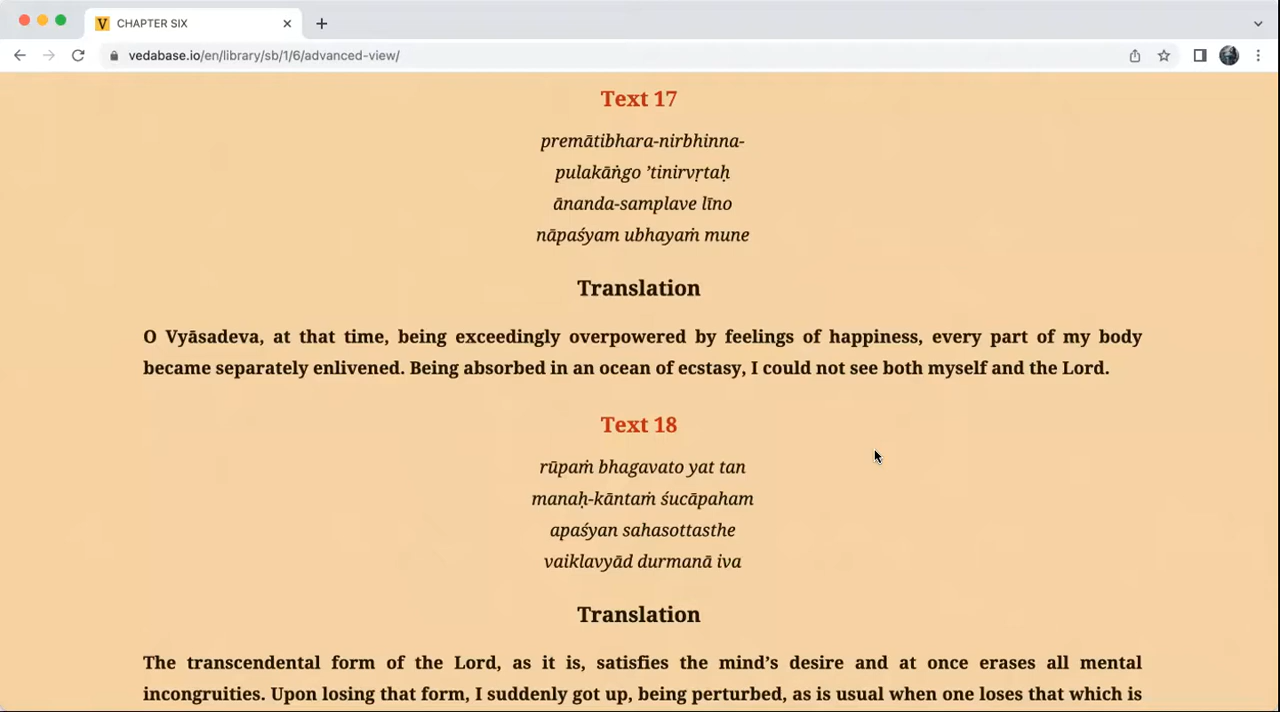 CHAPTER SIX
vedabase.io/en/library/sb/1/6/advanced-view/
Text 17
premātibhara-nirbhinna-
pulakāṅgo ’tinirvṛtaḥ
ānanda-samplave līno
nāpaśyam ubhayaṁ mune
Translation
O Vyāsadeva, at that time, being exceedingly overpowered by feelings of happiness, every part of my body
became separately enlivened. Being absorbed in an ocean of ecstasy, I could not see both myself and the Lord.
Text 18
rūpaṁ bhagavato yat tan
manaḥ-kāntaṁ śucāpaham
apaśyan sahasottasthe
vaiklavyād durmanā iva
Translation
The transcendental form of the Lord, as it is, satisfies the mind’s desire and at once erases all mental
incongruities. Upon losing that form, I suddenly got up, being perturbed, as is usual when one loses that which is